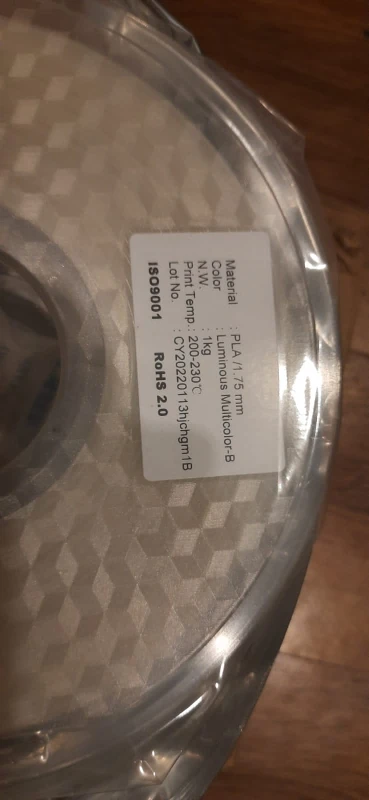 Material : PLA /1.75 mm
Color : Luminous Multicolor-B
N.W. : 1kg
Print Temp.: 200-230℃
Lot No. : CY20220113hjchgm1B
ISO9001 RoHS 2.0